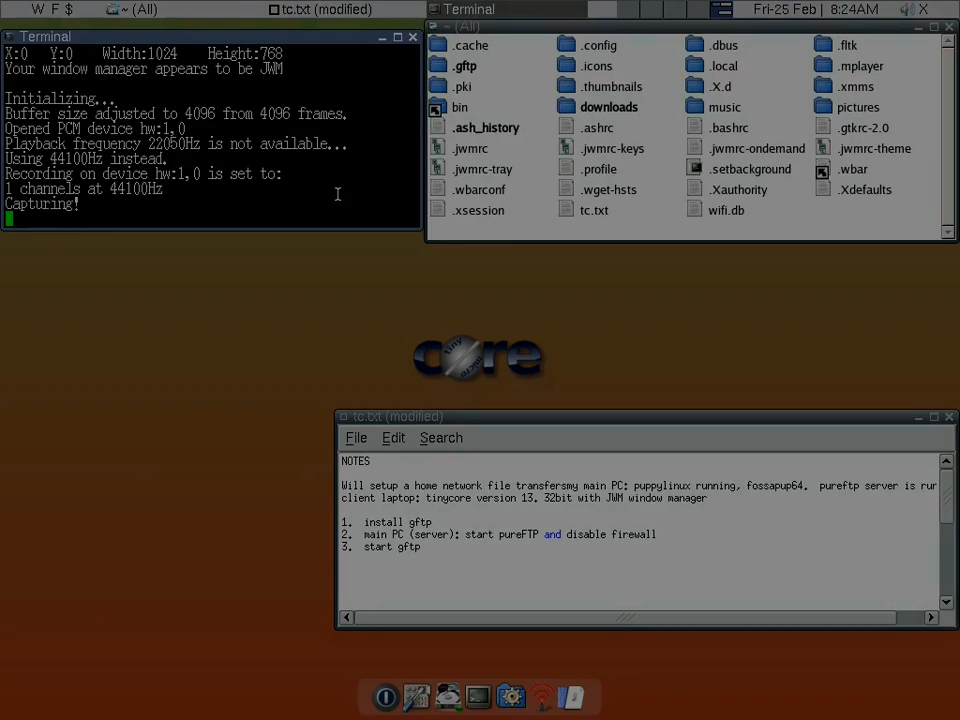 W F $ ~ (All) tc.txt (modified) Terminal Fri-25 Feb | 8:24AM X
Terminal
X:0 Y:0 Width:1024 Height:768
Your window manager appears to be JWM
Initializing...
Buffer size adjusted to 4096 from 4096 frames.
Opened PCM device hw:1,0
Playback frequency 22050Hz is not available...
Using 44100Hz instead.
Recording on device hw:1,0 is set to:
1 channels at 44100Hz
Capturing!
~ (All)
.cache .config .dbus .fltk
.gftp .icons .local .mplayer
.pki .thumbnails .X.d .xmms
bin downloads music pictures
.ash_history .ashrc .bashrc .gtkrc-2.0
.jwmrc .jwmrc-keys .jwmrc-ondemand .jwmrc-theme
.jwmrc-tray .profile .setbackground .wbar
.wbarconf .wget-hsts .Xauthority .Xdefaults
.xsession tc.txt wifi.db
tiny
core
micro
tc.txt (modified)
File Edit Search
NOTES
Will setup a home network file transfersmy main PC: puppylinux running, fossapup64. pureftp server is rur
client laptop: tinycore version 13. 32bit with JWM window manager
1. install gftp
2. main PC (server): start pureFTP and disable firewall
3. start gftp